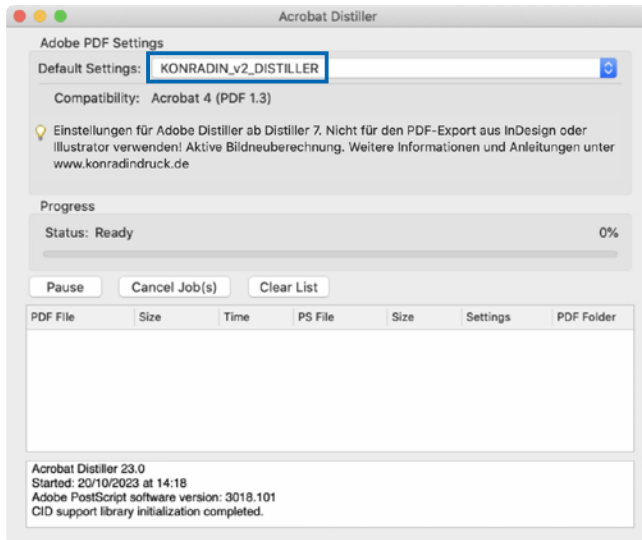 Acrobat Distiller
Adobe PDF Settings
Default Settings: KONRADIN_v2_DISTILLER
Compatibility: Acrobat 4 (PDF 1.3)
Einstellungen für Adobe Distiller ab Distiller 7. Nicht für den PDF-Export aus InDesign oder
Illustrator verwenden! Aktive Bildneuberechnung. Weitere Informationen und Anleitungen unter
www.konradindruck.de
Progress
Status: Ready 0%
Pause Cancel Job(s) Clear List
PDF File Size Time PS File Size Settings PDF Folder
Acrobat Distiller 23.0
Started: 20/10/2023 at 14:18
Adobe PostScript software version: 3018.101
CID support library initialization completed.